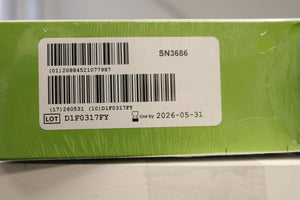 SN3686
(01)20884521077987
(17)260531 (10)D1F0317FY
LOT D1F0317FY
Use by 2026-05-31